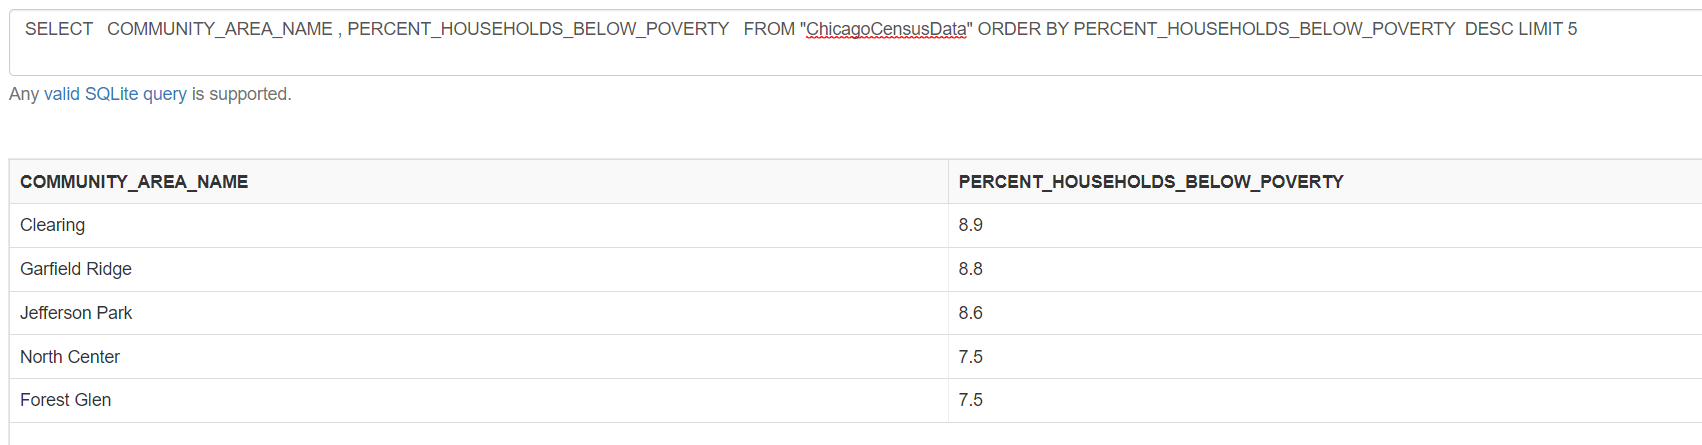 SELECT   COMMUNITY_AREA_NAME , PERCENT_HOUSEHOLDS_BELOW_POVERTY   FROM "ChicagoCensusData" ORDER BY PERCENT_HOUSEHOLDS_BELOW_POVERTY  DESC LIMIT 5
Any valid SQLite query is supported.
COMMUNITY_AREA_NAME PERCENT_HOUSEHOLDS_BELOW_POVERTY
Clearing 8.9
Garfield Ridge 8.8
Jefferson Park 8.6
North Center 7.5
Forest Glen 7.5